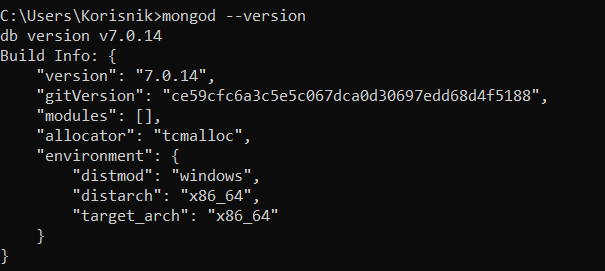 C:\Users\Korisnik>mongod --version
db version v7.0.14
Build Info: {
    "version": "7.0.14",
    "gitVersion": "ce59cfc6a3c5e5c067dca0d30697edd68d4f5188",
    "modules": [],
    "allocator": "tcmalloc",
    "environment": {
        "distmod": "windows",
        "distarch": "x86_64",
        "target_arch": "x86_64"
    }
}